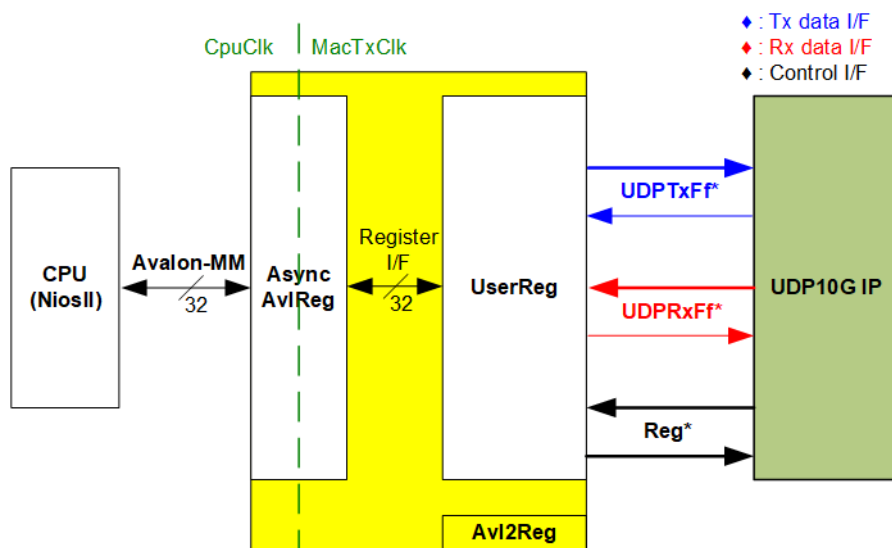 CpuClk
MacTxClk
♦ : Tx data I/F
♦ : Rx data I/F
♦ : Control I/F
CPU
(NiosII)
Avalon-MM
32
Async
AvlReg
Register
I/F
32
UserReg
UDPTxFf*
UDPRxFf*
Reg*
UDP10G IP
Avl2Reg